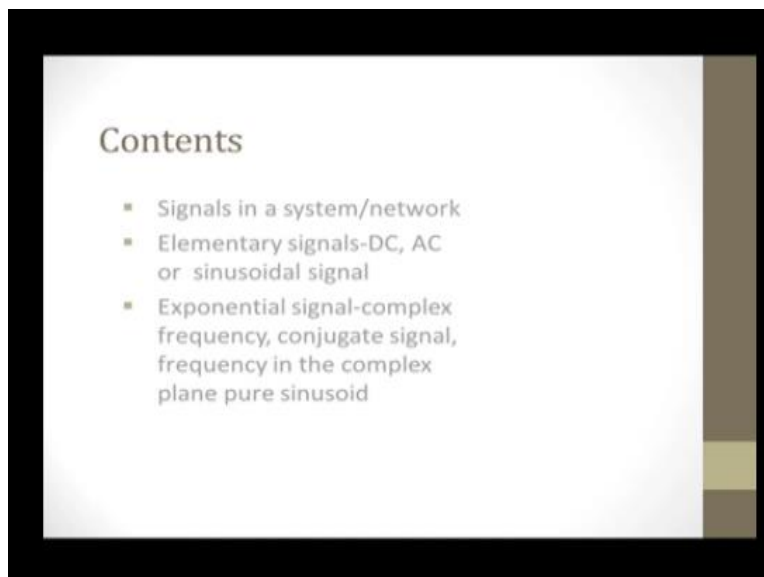 Contents
▪ Signals in a system/network
▪ Elementary signals-DC, AC
or sinusoidal signal
▪ Exponential signal-complex
frequency, conjugate signal,
frequency in the complex
plane pure sinusoid